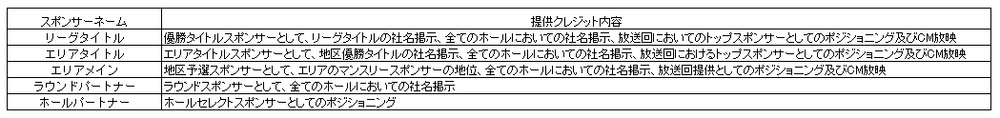 スポンサーネーム 提供クレジット内容
リーグタイトル 優勝タイトルスポンサーとして、リーグタイトルの社名掲示、全てのホールにおいての社名掲示、放送回においてのトップスポンサーとしてのポジショニング及びCM放映
エリアタイトル エリアタイトルスポンサーとして、地区優勝タイトルの社名掲示、全てのホールにおいての社名掲示、放送回におけるトップスポンサーとしてのポジショニング及びCM放映
エリアメイン 地区予選スポンサーとして、エリアのマンスリースポンサーの地位、全てのホールにおいての社名掲示、放送回提供としてのポジショニング及びCM放映
ラウンドパートナー ラウンドスポンサーとして、全てのホールにおいての社名掲示
ホールパートナー ホールセレクトスポンサーとしてのポジショニング